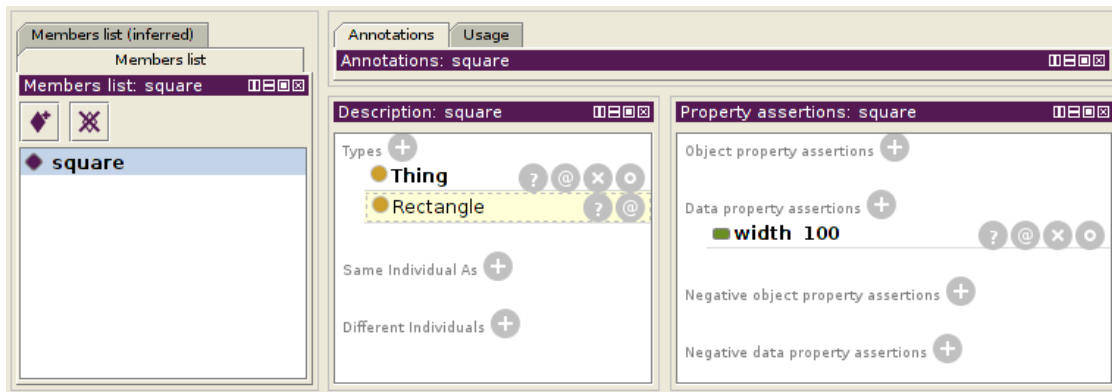 Members list (inferred)
Members list
Members list: square
square
Annotations Usage
Annotations: square
Description: square
Types
Thing
Rectangle
Same Individual As
Different Individuals
Property assertions: square
Object property assertions
Data property assertions
width 100
Negative object property assertions
Negative data property assertions